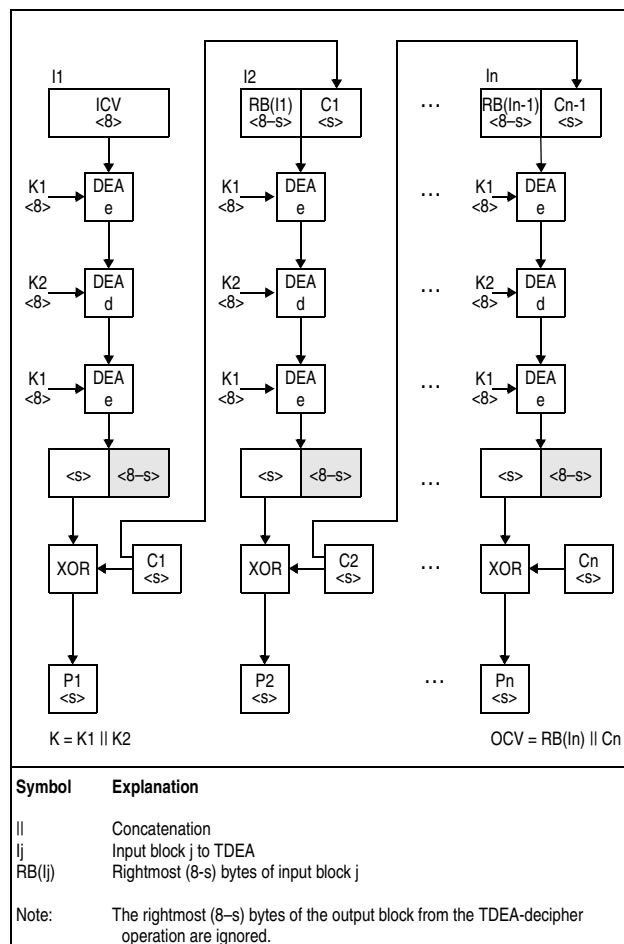 I1 I2 In
ICV RB(I1) C1 ... RB(In-1) Cn-1
<8> <8–s> <s> <8–s> <s>
K1 DEA K1 DEA ... K1 DEA
<8> e <8> e <8> e
K2 DEA K2 DEA ... K2 DEA
<8> d <8> d <8> d
K1 DEA K1 DEA ... K1 DEA
<8> e <8> e <8> e
<s> <8–s> <s> <8–s> ... <s> <8–s>
XOR C1 XOR C2 ... XOR Cn
<s> <s> <s>
P1 P2 ... Pn
<s> <s> <s>
K = K1 || K2 OCV = RB(In) || Cn
Symbol Explanation
|| Concatenation
Ij Input block j to TDEA
RB(Ij) Rightmost (8-s) bytes of input block j
Note: The rightmost (8–s) bytes of the output block from the TDEA-decipher
operation are ignored.